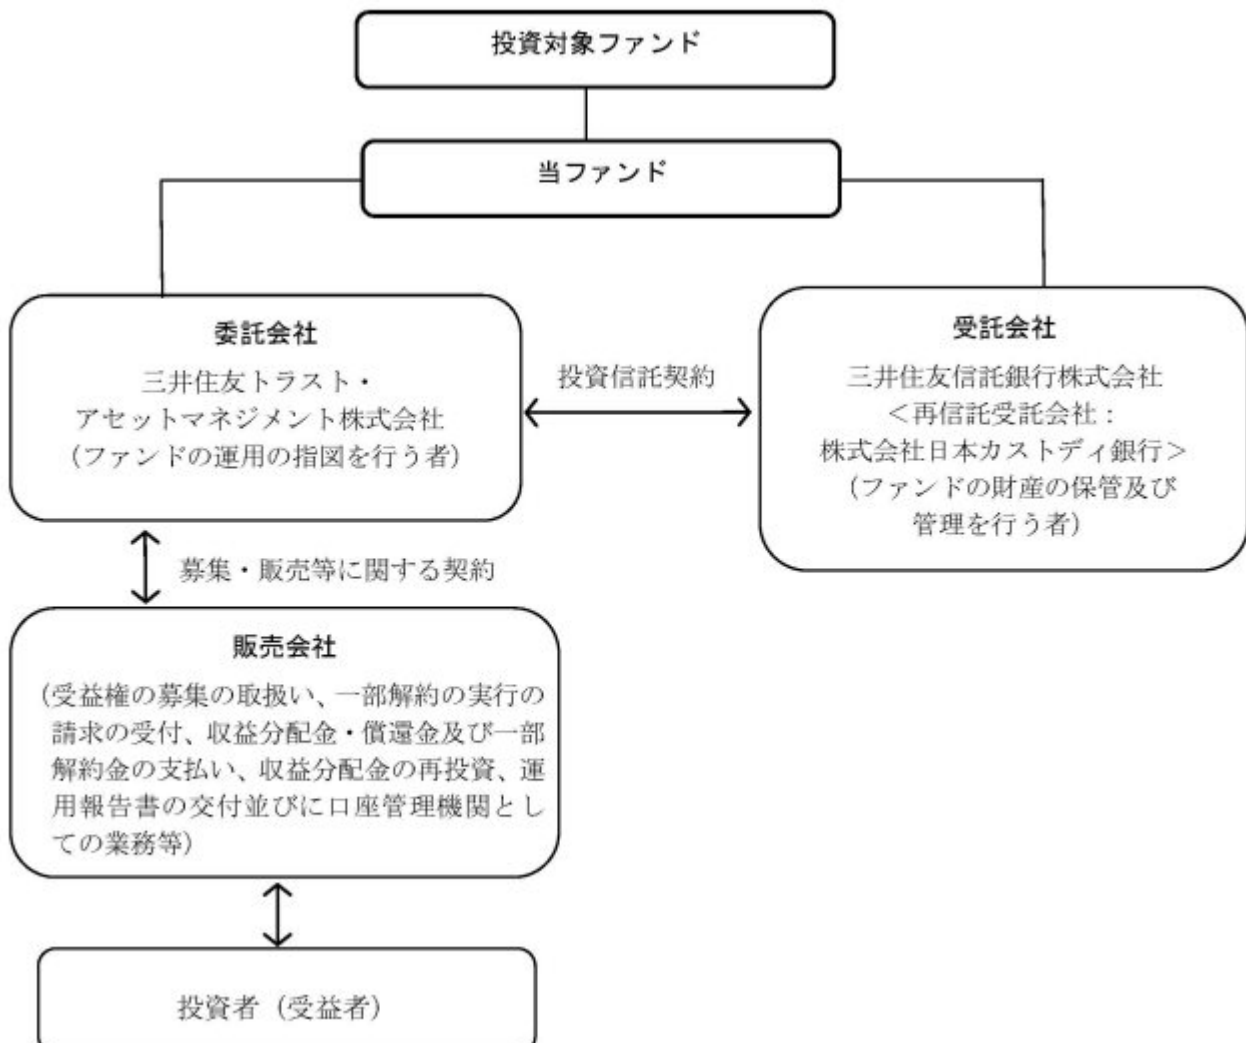 投資対象ファンド
当ファンド
委託会社
三井住友トラスト・
アセットマネジメント株式会社
（ファンドの運用の指図を行う者）
投資信託契約
受託会社
三井住友信託銀行株式会社
＜再信託受託会社：
株式会社日本カストディ銀行＞
（ファンドの財産の保管及び
管理を行う者）
募集・販売等に関する契約
販売会社
（受益権の募集の取扱い、一部解約の実行の
請求の受付、収益分配金・償還金及び一部
解約金の支払い、収益分配金の再投資、運
用報告書の交付並びに口座管理機関とし
ての業務等）
投資者（受益者）